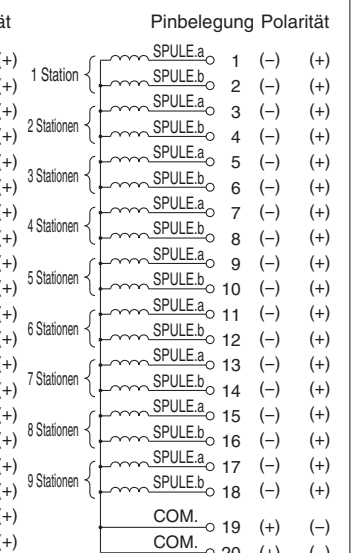 ät Pinbelegung Polarität
(+) SPULE.a 1 (–) (+)
1 Station
(+) SPULE.b 2 (–) (+)
(+) SPULE.a 3 (–) (+)
2 Stationen
(+) SPULE.b 4 (–) (+)
(+) SPULE.a 5 (–) (+)
3 Stationen
(+) SPULE.b 6 (–) (+)
(+) SPULE.a 7 (–) (+)
4 Stationen
(+) SPULE.b 8 (–) (+)
(+) SPULE.a 9 (–) (+)
5 Stationen
(+) SPULE.b 10 (–) (+)
(+) SPULE.a 11 (–) (+)
6 Stationen
(+) SPULE.b 12 (–) (+)
(+) SPULE.a 13 (–) (+)
7 Stationen
(+) SPULE.b 14 (–) (+)
(+) SPULE.a 15 (–) (+)
8 Stationen
(+) SPULE.b 16 (–) (+)
(+) SPULE.a 17 (–) (+)
9 Stationen
(+) SPULE.b 18 (–) (+)
(+) COM. 19 (+) (–)
(+) COM. 20 (+) (–)